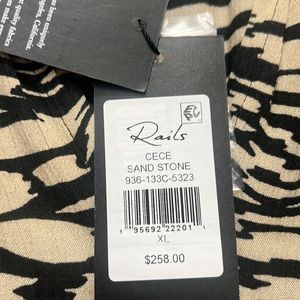 Rails
CECE
SAND STONE
936-133C-5323
1 95692 22201 1
XL
$258.00